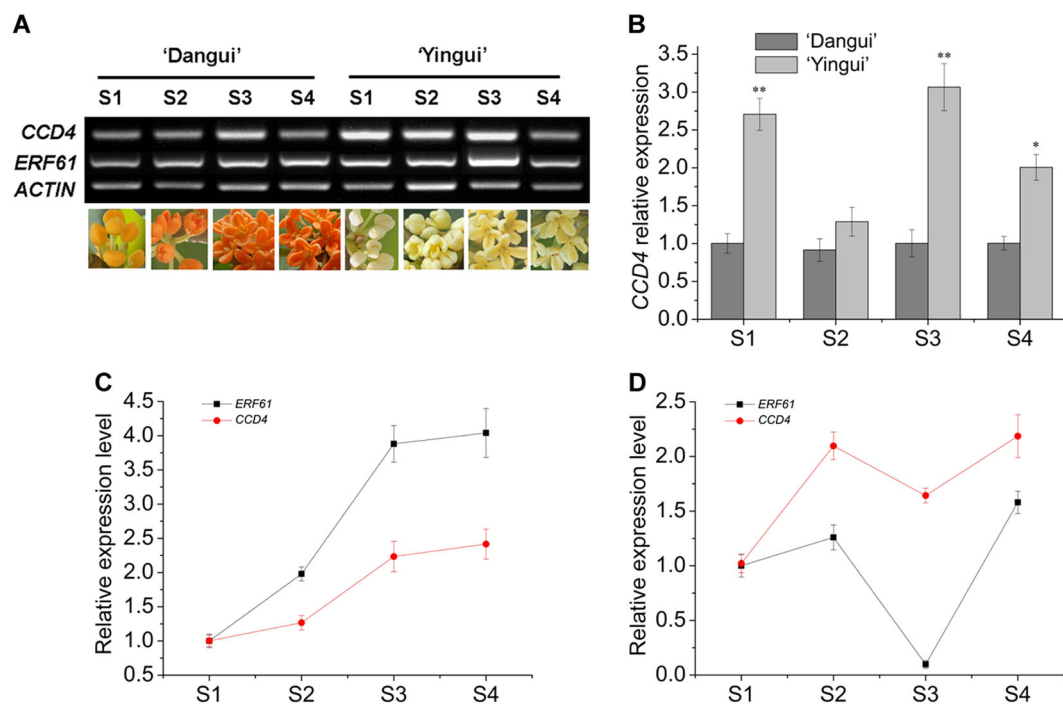 A
'Dangui' 'Yingui'
S1 S2 S3 S4 S1 S2 S3 S4
CCD4
ERF61
ACTIN
B
'Dangui'
'Yingui'
CCD4 relative expression
3.5
3.0
2.5
2.0
1.5
1.0
0.5
0.0
** ** *
S1 S2 S3 S4
C
ERF61
CCD4
Relative expression level
4.5
4.0
3.5
3.0
2.5
2.0
1.5
1.0
0.5
S1 S2 S3 S4
D
ERF61
CCD4
Relative expression level
2.5
2.0
1.5
1.0
0.5
0.0
S1 S2 S3 S4